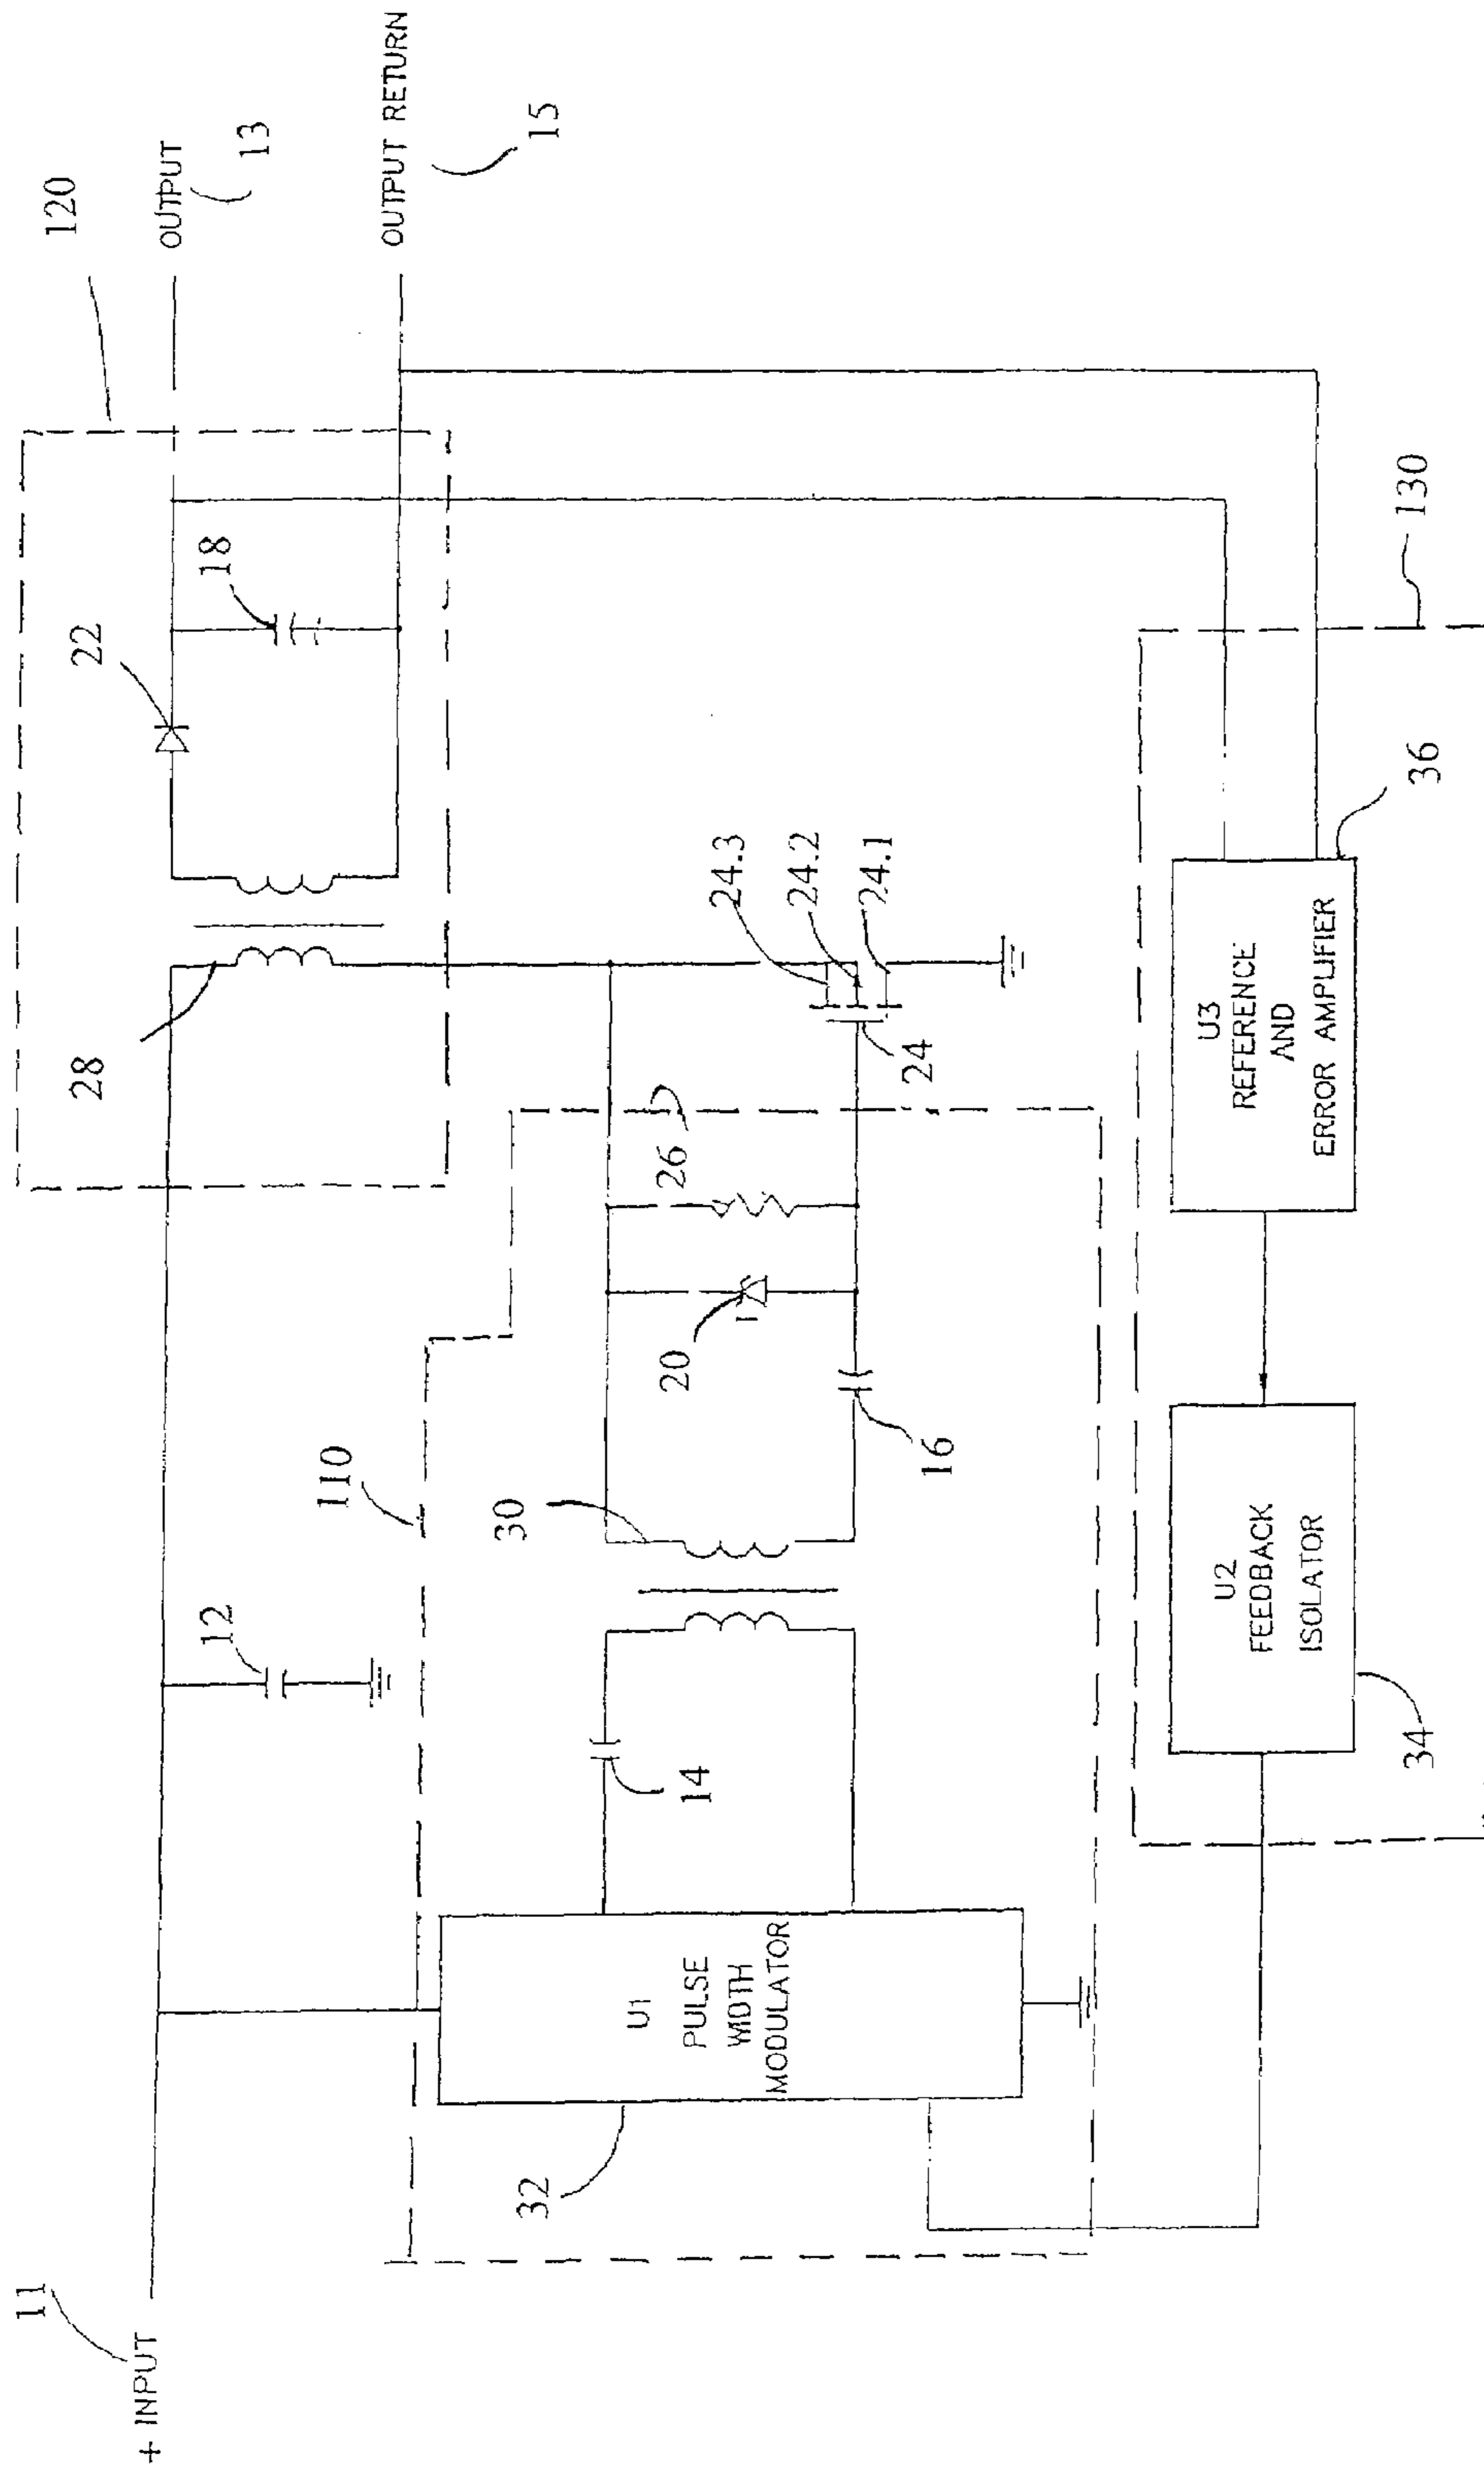 120
OUTPUT
13
OUTPUT RETURN
15
22
18
28
11
+ INPUT
12
110
24.3
24.2
24.1
24
26
20
30
16
14
32
U1
PULSE
WIDTH
MODULATOR
130
36
U3
REFERENCE
AND
ERROR AMPLIFIER
U2
FEEDBACK
ISOLATOR
34